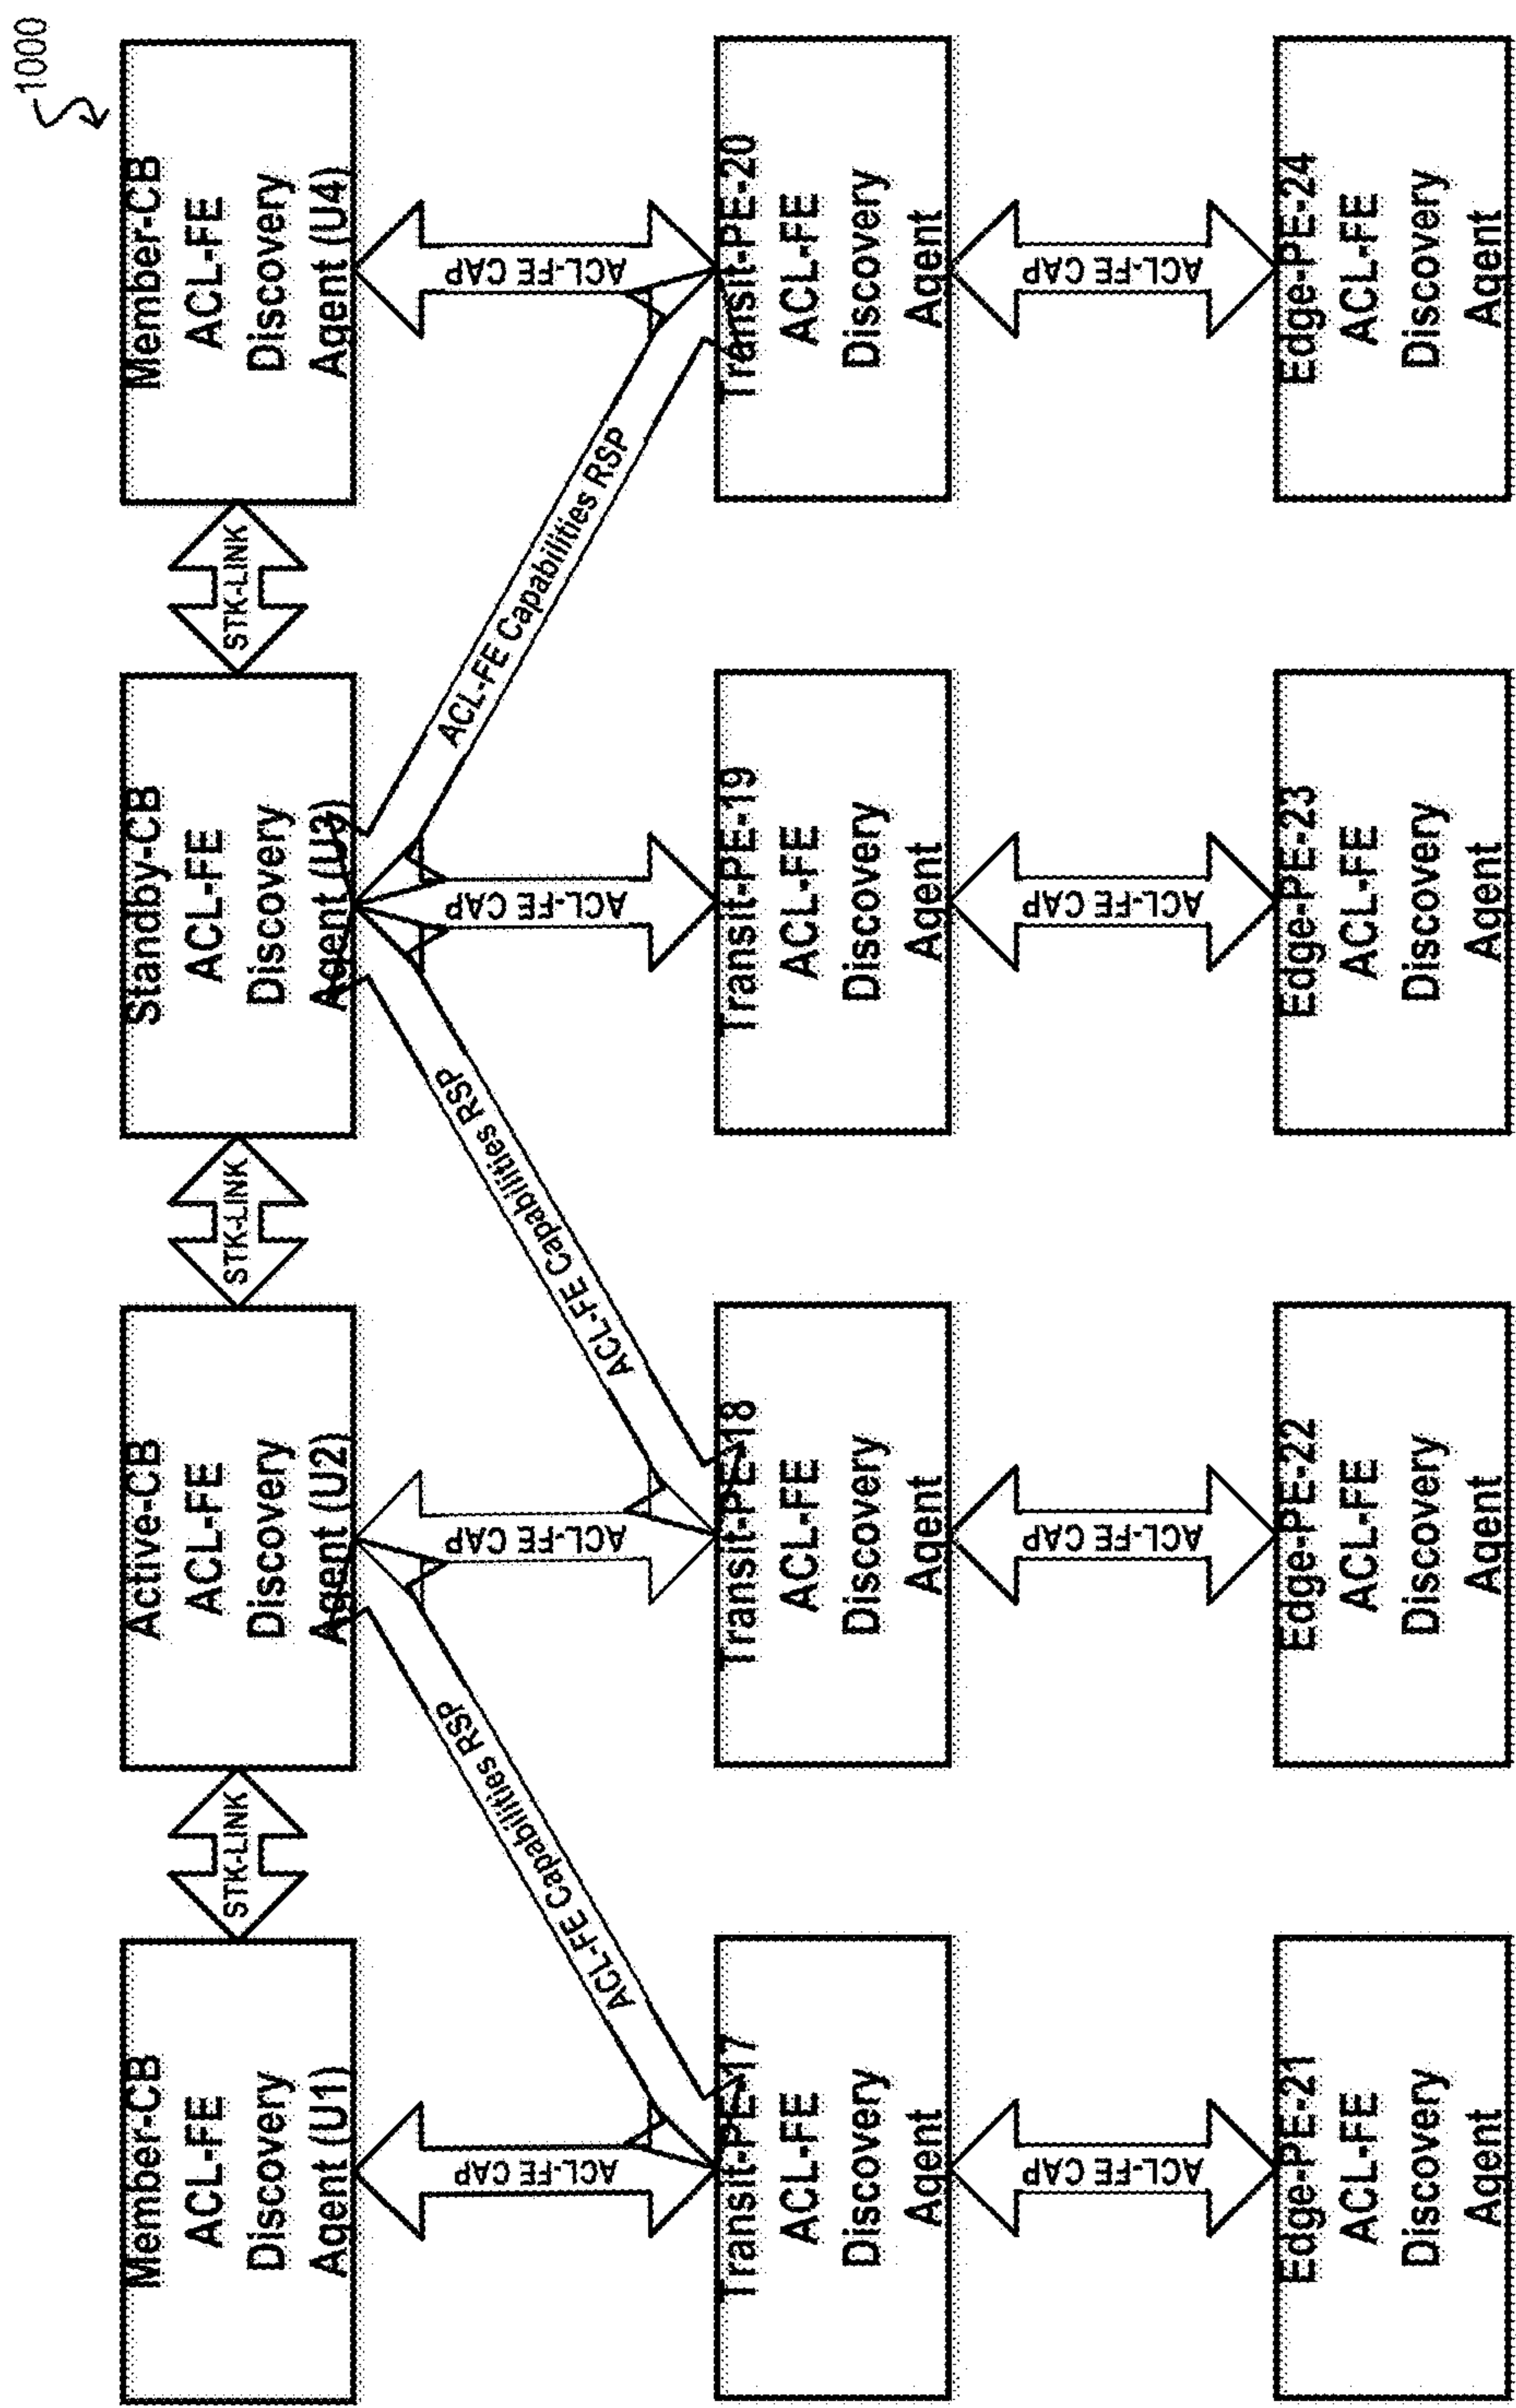 1000
Member-CB
ACL-FE
Discovery
Agent (U1)
STK-LINK
Active-CB
ACL-FE
Discovery
Agent (U2)
STK-LINK
Standby-CB
ACL-FE
Discovery
Agent (U3)
STK-LINK
Member-CB
ACL-FE
Discovery
Agent (U4)
ACL-FE CAP
ACL-FE Capabilities RSP
ACL-FE CAP
ACL-FE Capabilities RSP
ACL-FE CAP
ACL-FE Capabilities RSP
ACL-FE CAP
Transit-PE-17
ACL-FE
Discovery
Agent
Transit-PE-18
ACL-FE
Discovery
Agent
Transit-PE-19
ACL-FE
Discovery
Agent
Transit-PE-20
ACL-FE
Discovery
Agent
ACL-FE CAP
ACL-FE CAP
ACL-FE CAP
ACL-FE CAP
Edge-PE-21
ACL-FE
Discovery
Agent
Edge-PE-22
ACL-FE
Discovery
Agent
Edge-PE-23
ACL-FE
Discovery
Agent
Edge-PE-24
ACL-FE
Discovery
Agent